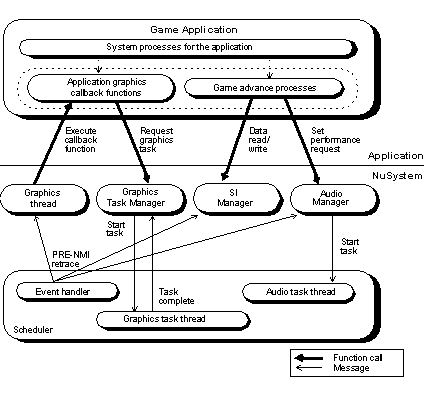 Game Application
System processes for the application
Application graphics
callback functions
Game advance processes
Execute
callback
function
Request
graphics
task
Data
read/
write
Set
performance
request
Application
NuSystem
Graphics
thread
Graphics
Task Manager
SI
Manager
Audio
Manager
Start
task
Start
task
PRE-NMI
retrace
Event handler
Task
complete
Audio task thread
Graphics task thread
Scheduler
Function call
Message